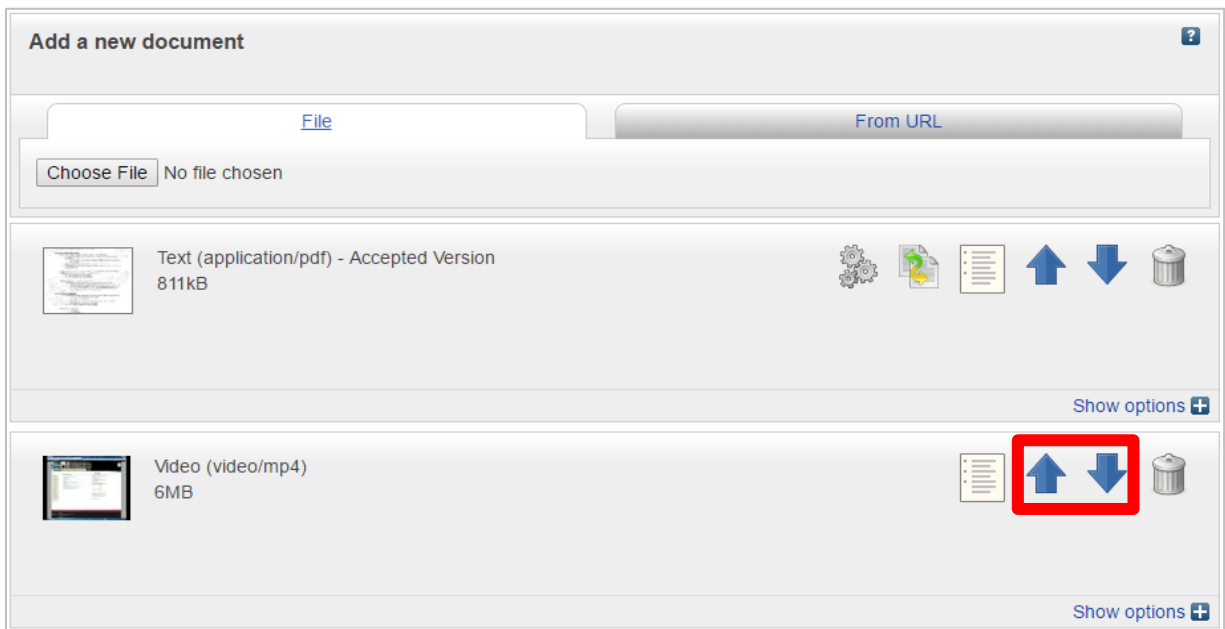 Add a new document
?
File
From URL
Choose File No file chosen
Text (application/pdf) - Accepted Version
811kB
Show options
Video (video/mp4)
6MB
Show options